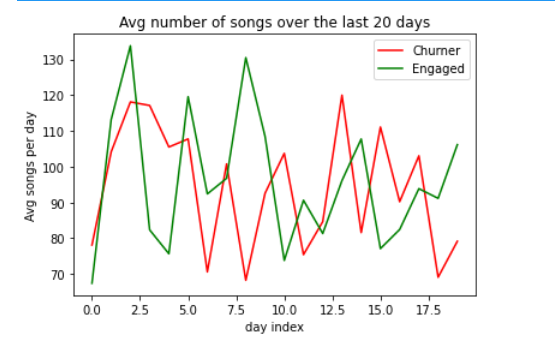 Avg number of songs over the last 20 days
Churner
Engaged
130
120
110
100
90
80
70
Avg songs per day
0.0 2.5 5.0 7.5 10.0 12.5 15.0 17.5
day index